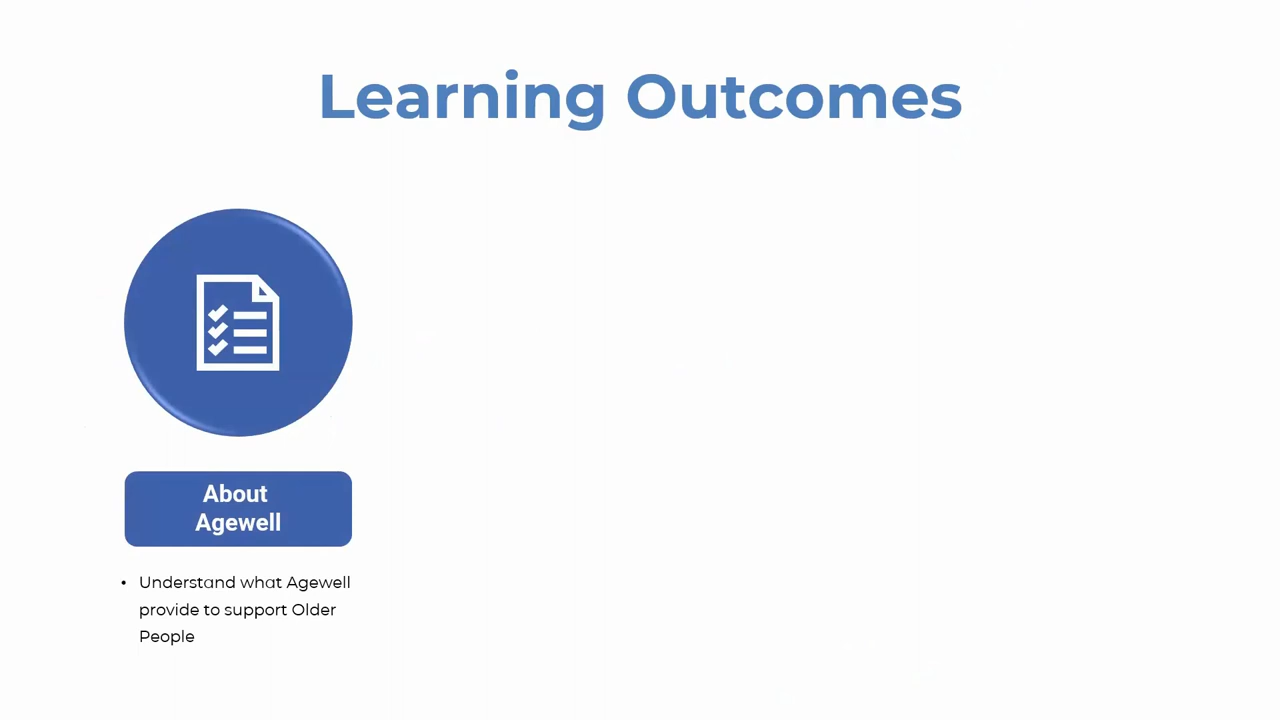 Learning Outcomes
About
Agewell
• Understand what Agewell
provide to support Older
People